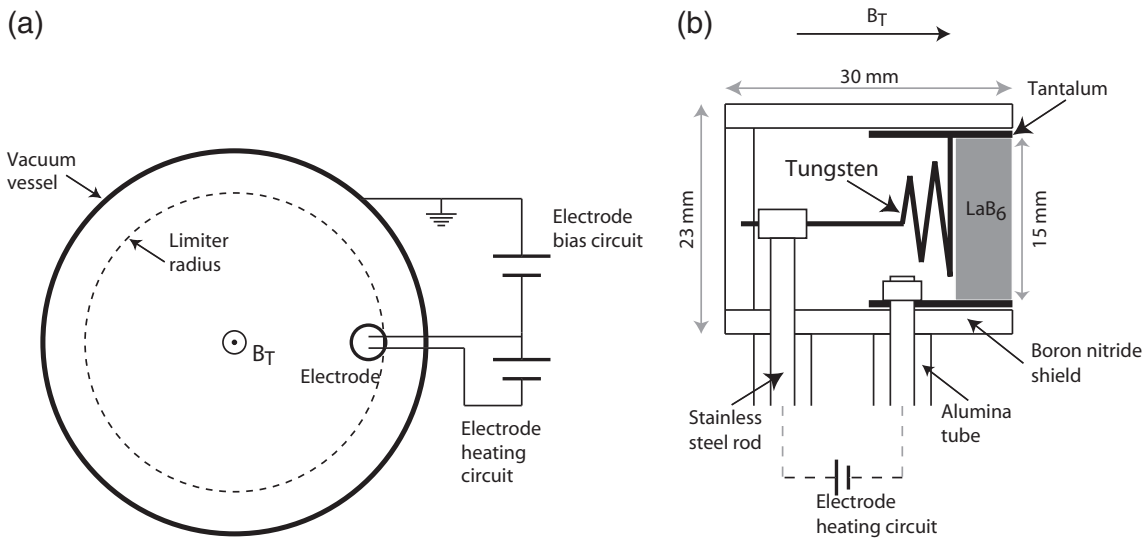 (a)
Vacuum
vessel
Limiter
radius
B_T
Electrode
Electrode
bias circuit
Electrode
heating
circuit
(b)
B_T
30 mm
Tantalum
Tungsten
LaB₆
23 mm
15 mm
Boron nitride
shield
Stainless
steel rod
Alumina
tube
Electrode
heating circuit